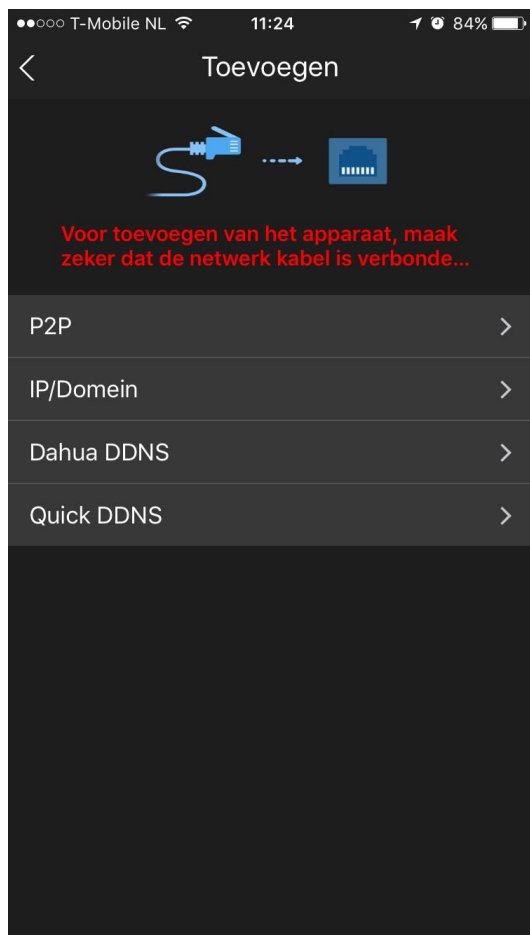 T-Mobile NL 11:24 84%
Toevoegen
Voor toevoegen van het apparaat, maak
zeker dat de netwerk kabel is verbonde...
P2P
IP/Domein
Dahua DDNS
Quick DDNS